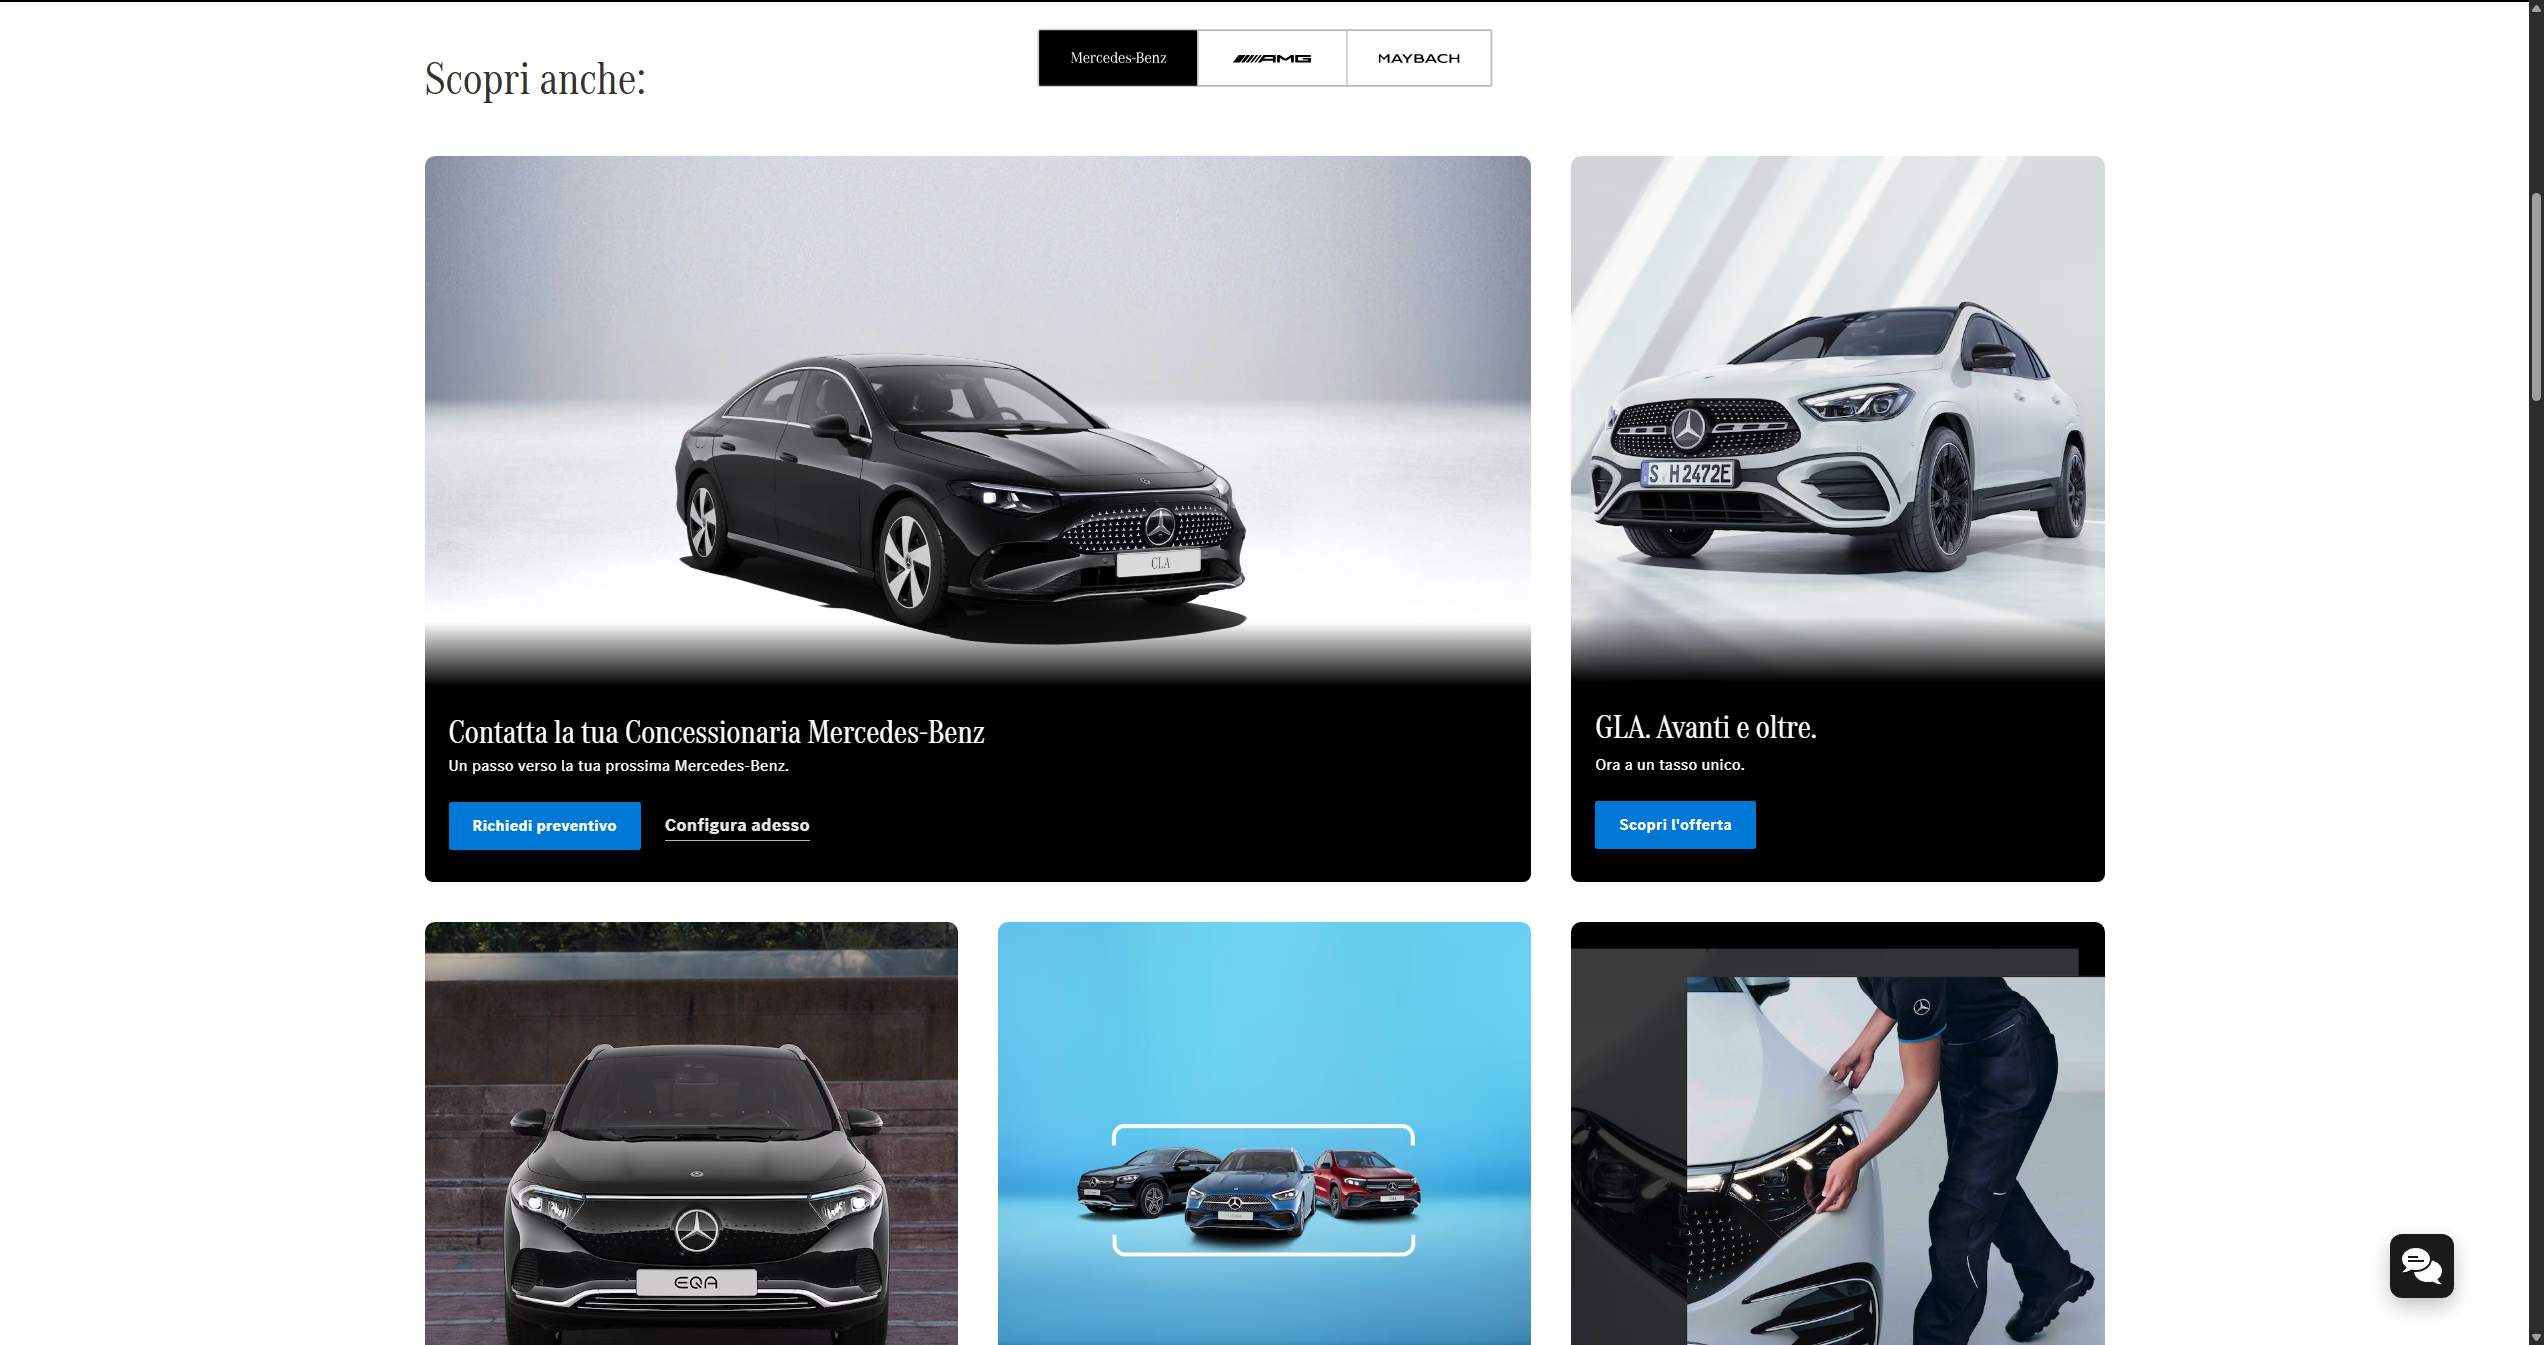 Mercedes-Benz
AMG
MAYBACH
Scopri anche:
CLA
S H 2472E
Contatta la tua Concessionaria Mercedes-Benz
Un passo verso la tua prossima Mercedes-Benz.
Richiedi preventivo
Configura adesso
GLA. Avanti e oltre.
Ora a un tasso unico.
Scopri l'offerta
EQA